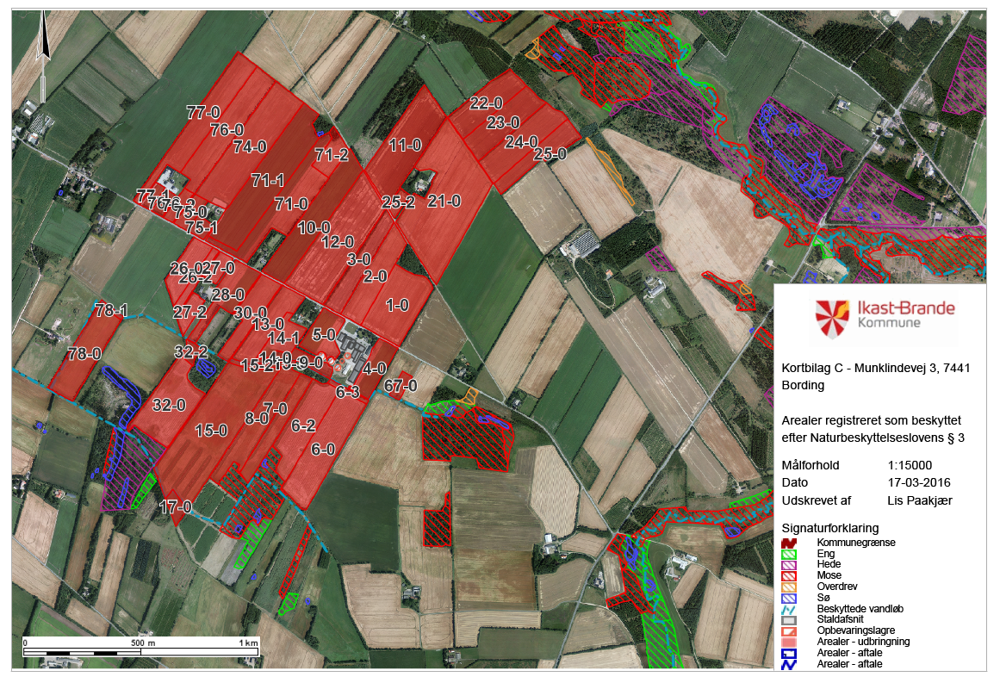 22-0
23-0
24-0
25-0
77-0
76-0
74-0
71-2
11-0
71-1
71-0
25-2
21-0
75-0
75-1
10-0
12-0
3-0
2-0
1-0
26-0
27-0
26-2
28-0
27-2
30-0
13-0
14-1
5-0
78-1
78-0
32-2
14-0
9-0
4-0
6-3
67-0
32-0
15-0
7-0
8-0
6-2
6-0
17-0
0 500 m 1 km
Ikast-Brande
Kommune
Kortbilag C - Munklindevej 3, 7441
Bording
Arealer registreret som beskyttet
efter Naturbeskyttelseslovens § 3
Målforhold 1:15000
Dato 17-03-2016
Udskrevet af Lis Paakjær
Signaturforklaring
Kommunegrænse
Eng
Hede
Mose
Overdrev
Sø
Beskyttede vandløb
Staldafsnit
Opbevaringslagre
Arealer - udbringning
Arealer - aftale
Arealer - aftale